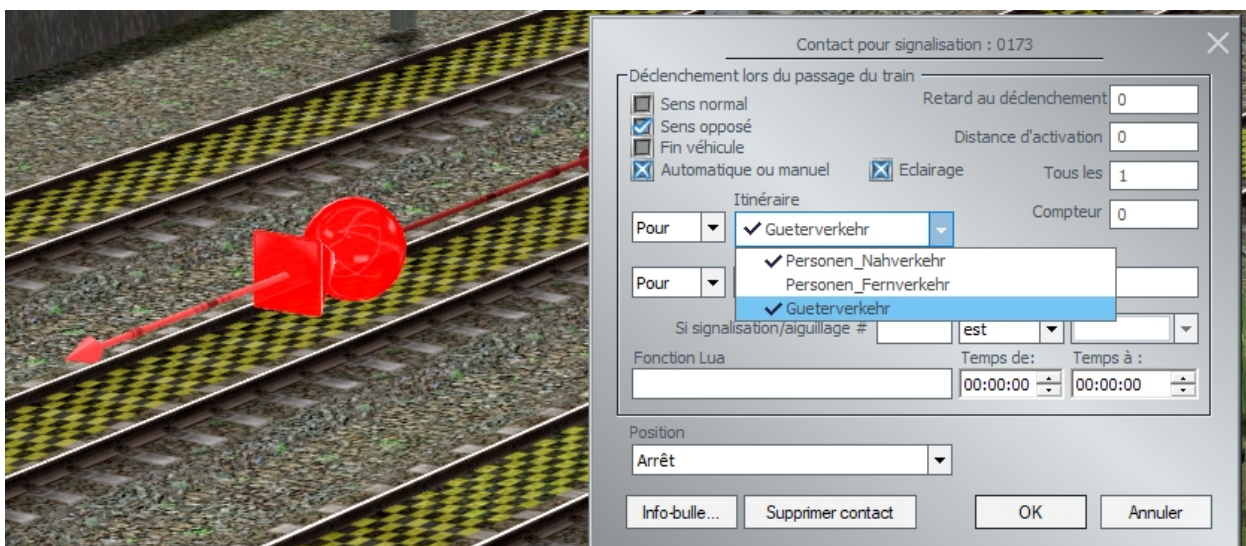 Contact pour signalisation : 0173
Déclenchement lors du passage du train
Sens normal
Retard au déclenchement 0
Sens opposé
Distance d'activation 0
Fin véhicule
Automatique ou manuel
Eclairage
Tous les 1
Itinéraire
Compteur 0
Pour
Gueterverkehr
Personen_Nahverkehr
Pour
Personen_Fernverkehr
Gueterverkehr
Si signalisation/aiguillage #
est
Fonction Lua
Temps de:
Temps à :
00:00:00
00:00:00
Position
Arrêt
Info-bulle...
Supprimer contact
OK
Annuler